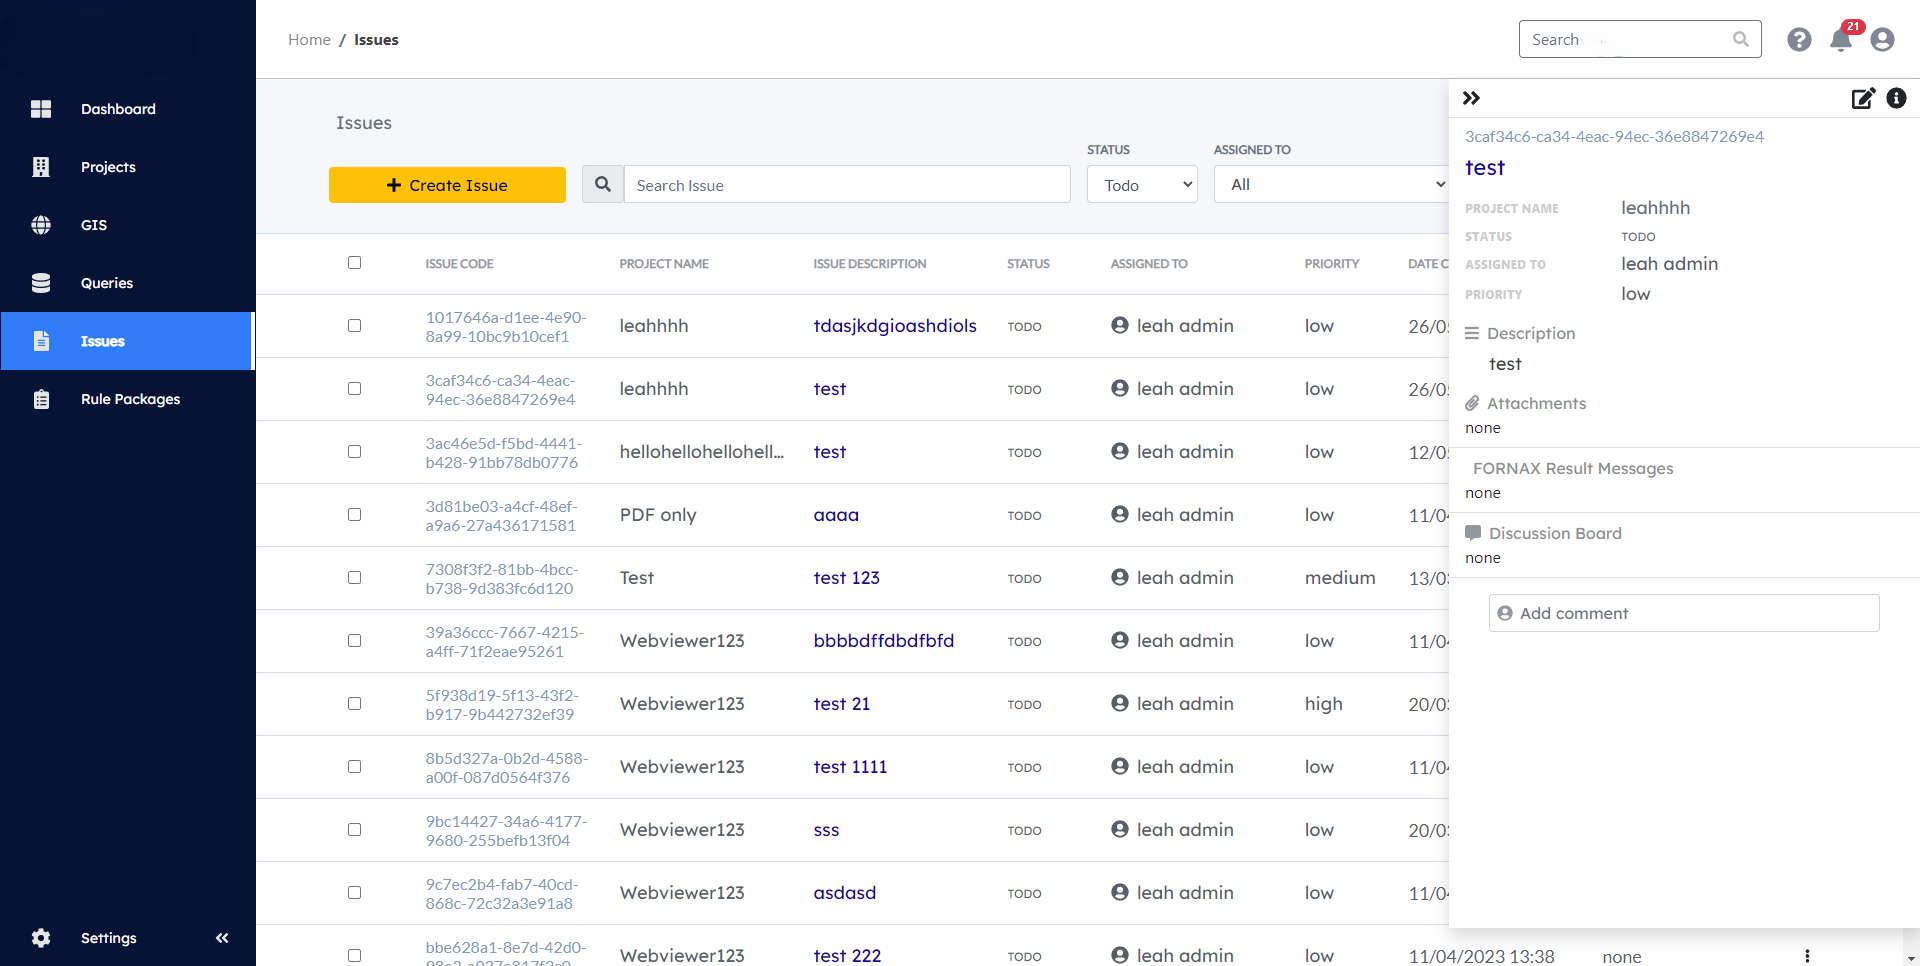 Home / Issues
Search
21
Dashboard
Projects
GIS
Queries
Issues
Rule Packages
Settings
Issues
Create Issue
Search Issue
STATUS
Todo
ASSIGNED TO
All
ISSUE CODE PROJECT NAME ISSUE DESCRIPTION STATUS ASSIGNED TO PRIORITY DATE C
1017646a-d1ee-4e90-
8a99-10bc9b10cef1
leahhhh tdasjkdgioashdiols TODO leah admin low 26/0
3caf34c6-ca34-4eac-
94ec-36e8847269e4
leahhhh test TODO leah admin low 26/0
3ac46e5d-f5bd-4441-
b428-91bb78db0776
hellohellohellohell... test TODO leah admin low 12/0
3d81be03-a4cf-48ef-
a9a6-27a436171581
PDF only aaaa TODO leah admin low 11/0
7308f3f2-81bb-4bcc-
b738-9d383fc6d120
Test test 123 TODO leah admin medium 13/0
39a36ccc-7667-4215-
a4ff-71f2eae95261
Webviewer123 bbbbdffdbdfbfd TODO leah admin low 11/0
5f938d19-5f13-43f2-
b917-9b442732ef39
Webviewer123 test 21 TODO leah admin high 20/0
8b5d327a-0b2d-4588-
a00f-087d0564f376
Webviewer123 test 1111 TODO leah admin low 11/0
9bc14427-34a6-4177-
9680-255befb13f04
Webviewer123 sss TODO leah admin low 20/0
9c7ec2b4-fab7-40cd-
868c-72c32a3e91a8
Webviewer123 asdasd TODO leah admin low 11/0
bbe628a1-8e7d-42d0-
Webviewer123 test 222 TODO leah admin low 11/04/2023 13:38 none
3caf34c6-ca34-4eac-94ec-36e8847269e4
test
PROJECT NAME leahhhh
STATUS TODO
ASSIGNED TO leah admin
PRIORITY low
Description
test
Attachments
none
FORNAX Result Messages
none
Discussion Board
none
Add comment